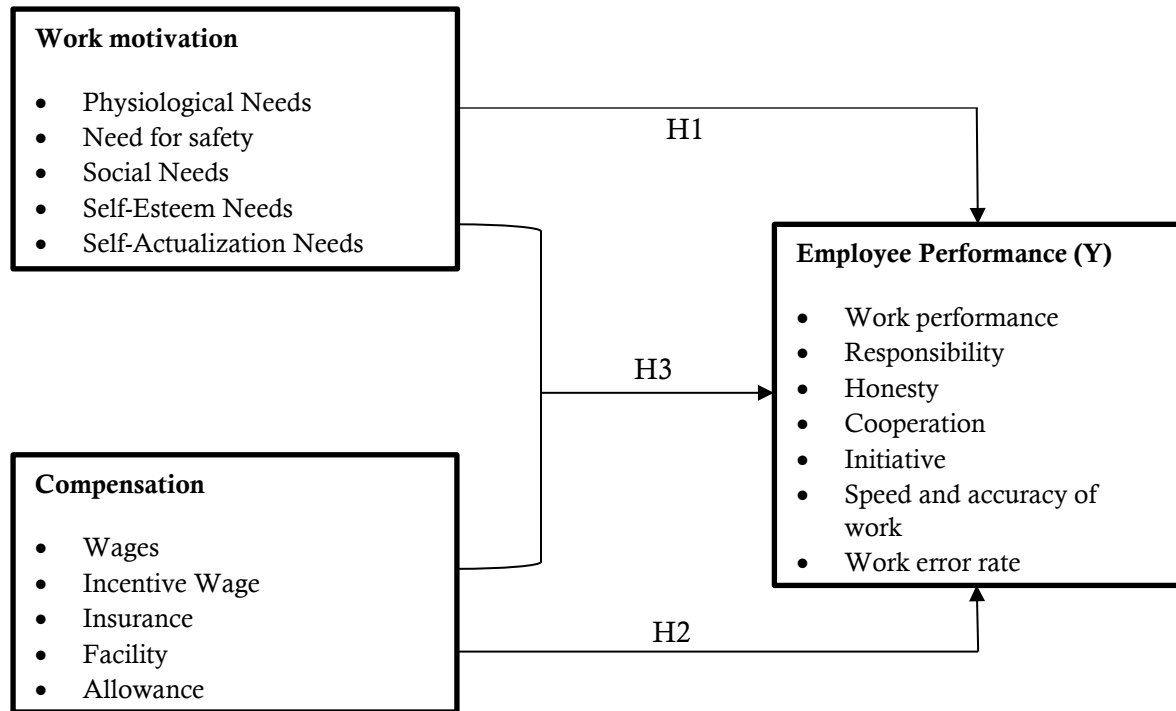 Work motivation
• Physiological Needs
• Need for safety
• Social Needs
• Self-Esteem Needs
• Self-Actualization Needs
H1
Employee Performance (Y)
• Work performance
• Responsibility
• Honesty
• Cooperation
• Initiative
• Speed and accuracy of
work
• Work error rate
H3
Compensation
• Wages
• Incentive Wage
• Insurance
• Facility
• Allowance
H2